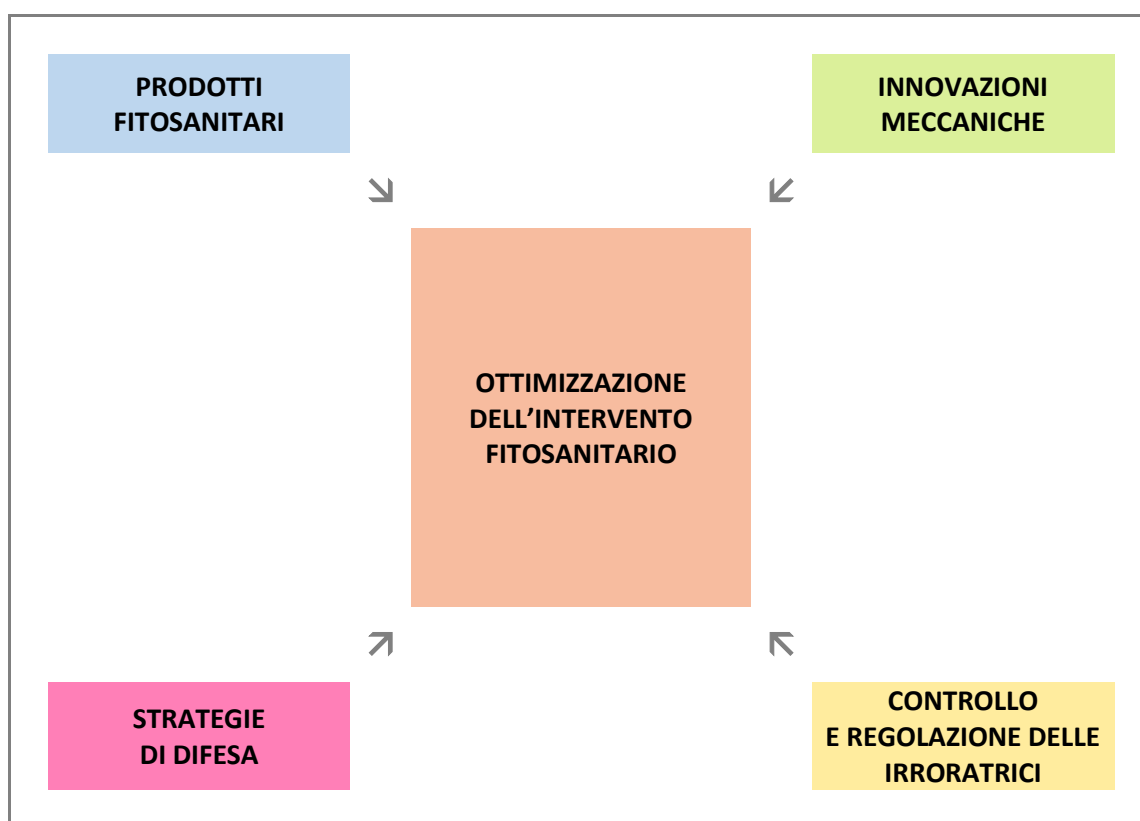 PRODOTTI
FITOSANITARI
INNOVAZIONI
MECCANICHE
OTTIMIZZAZIONE
DELL’INTERVENTO
FITOSANITARIO
STRATEGIE
DI DIFESA
CONTROLLO
E REGOLAZIONE DELLE
IRRORATRICI